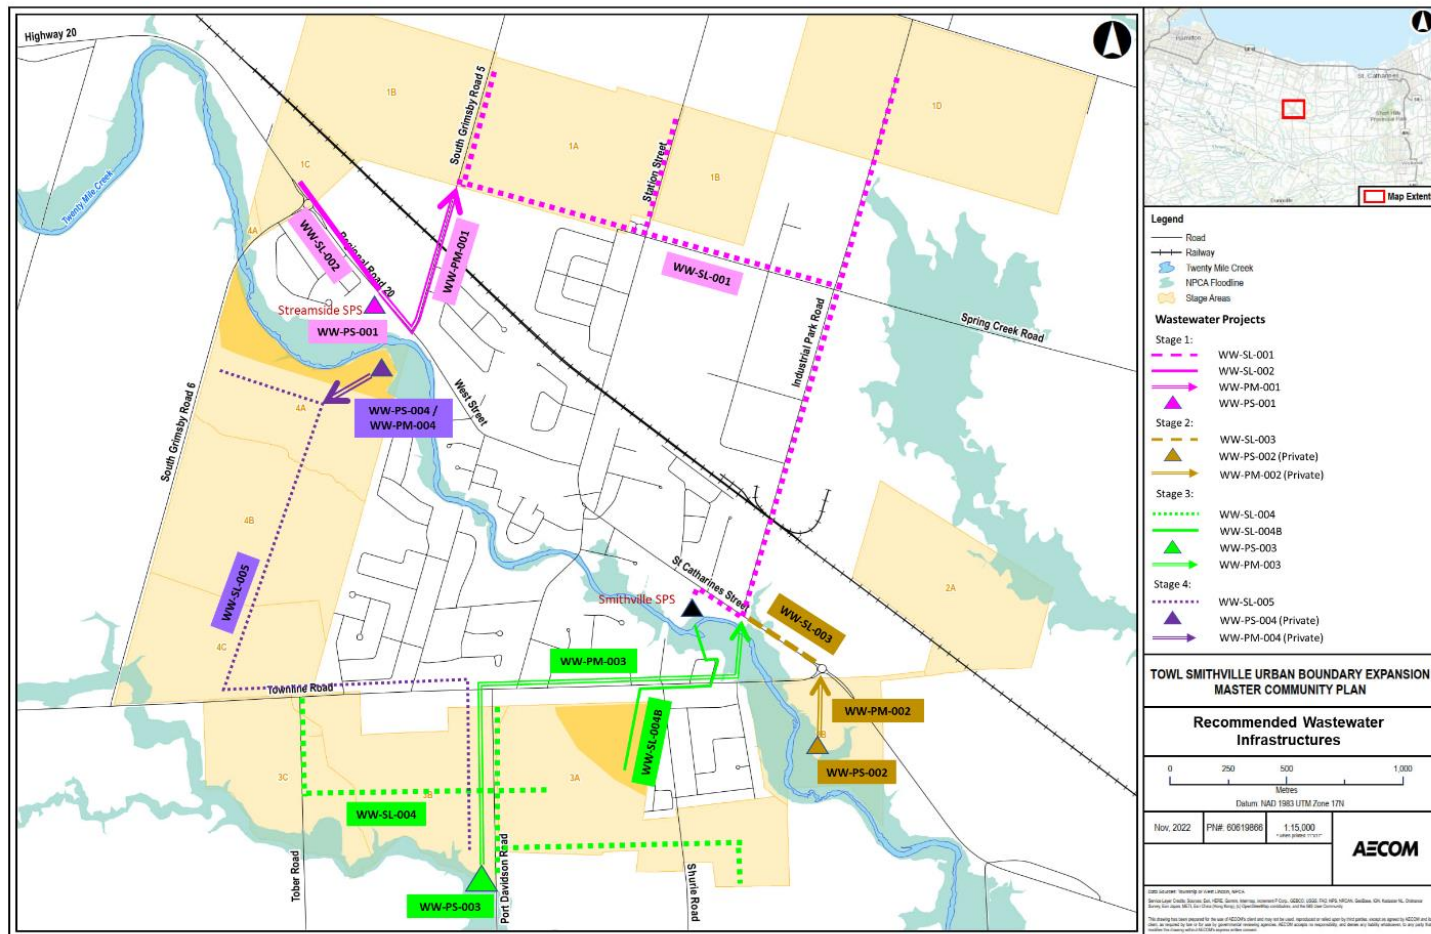 Highway 20
Twenty Mile Creek
1B
1C
4A
South Grimsby Road 5
1A
Station Street
1B
1D
WW-SL-002
Regional Road 20
WW-PM-001
WW-SL-001
Streamside SPS
WW-PS-001
Spring Creek Road
Industrial Park Road
West Street
South Grimsby Road 6
4A
WW-PS-004 /
WW-PM-004
4B
WW-SL-005
4C
Smithville SPS
St Catharines Street
WW-SL-003
2A
WW-PM-003
Townline Road
WW-PM-002
WW-SL-004B
WW-PS-002
3C
3B
3A
WW-SL-004
Tober Road
Port Davidson Road
Shurie Road
WW-PS-003
Hamilton
St. Catharines
Map Extent
Legend
Road
Railway
Twenty Mile Creek
NPCA Floodline
Stage Areas
Wastewater Projects
Stage 1:
WW-SL-001
WW-SL-002
WW-PM-001
WW-PS-001
Stage 2:
WW-SL-003
WW-PS-002 (Private)
WW-PM-002 (Private)
Stage 3:
WW-SL-004
WW-SL-004B
WW-PS-003
WW-PM-003
Stage 4:
WW-SL-005
WW-PS-004 (Private)
WW-PM-004 (Private)
TOWL SMITHVILLE URBAN BOUNDARY EXPANSION
MASTER COMMUNITY PLAN
Recommended Wastewater
Infrastructures
0 250 500 1,000
Metres
Datum: NAD 1983 UTM Zone 17N
Nov, 2022 PN#: 60619866 1:15,000
AECOM